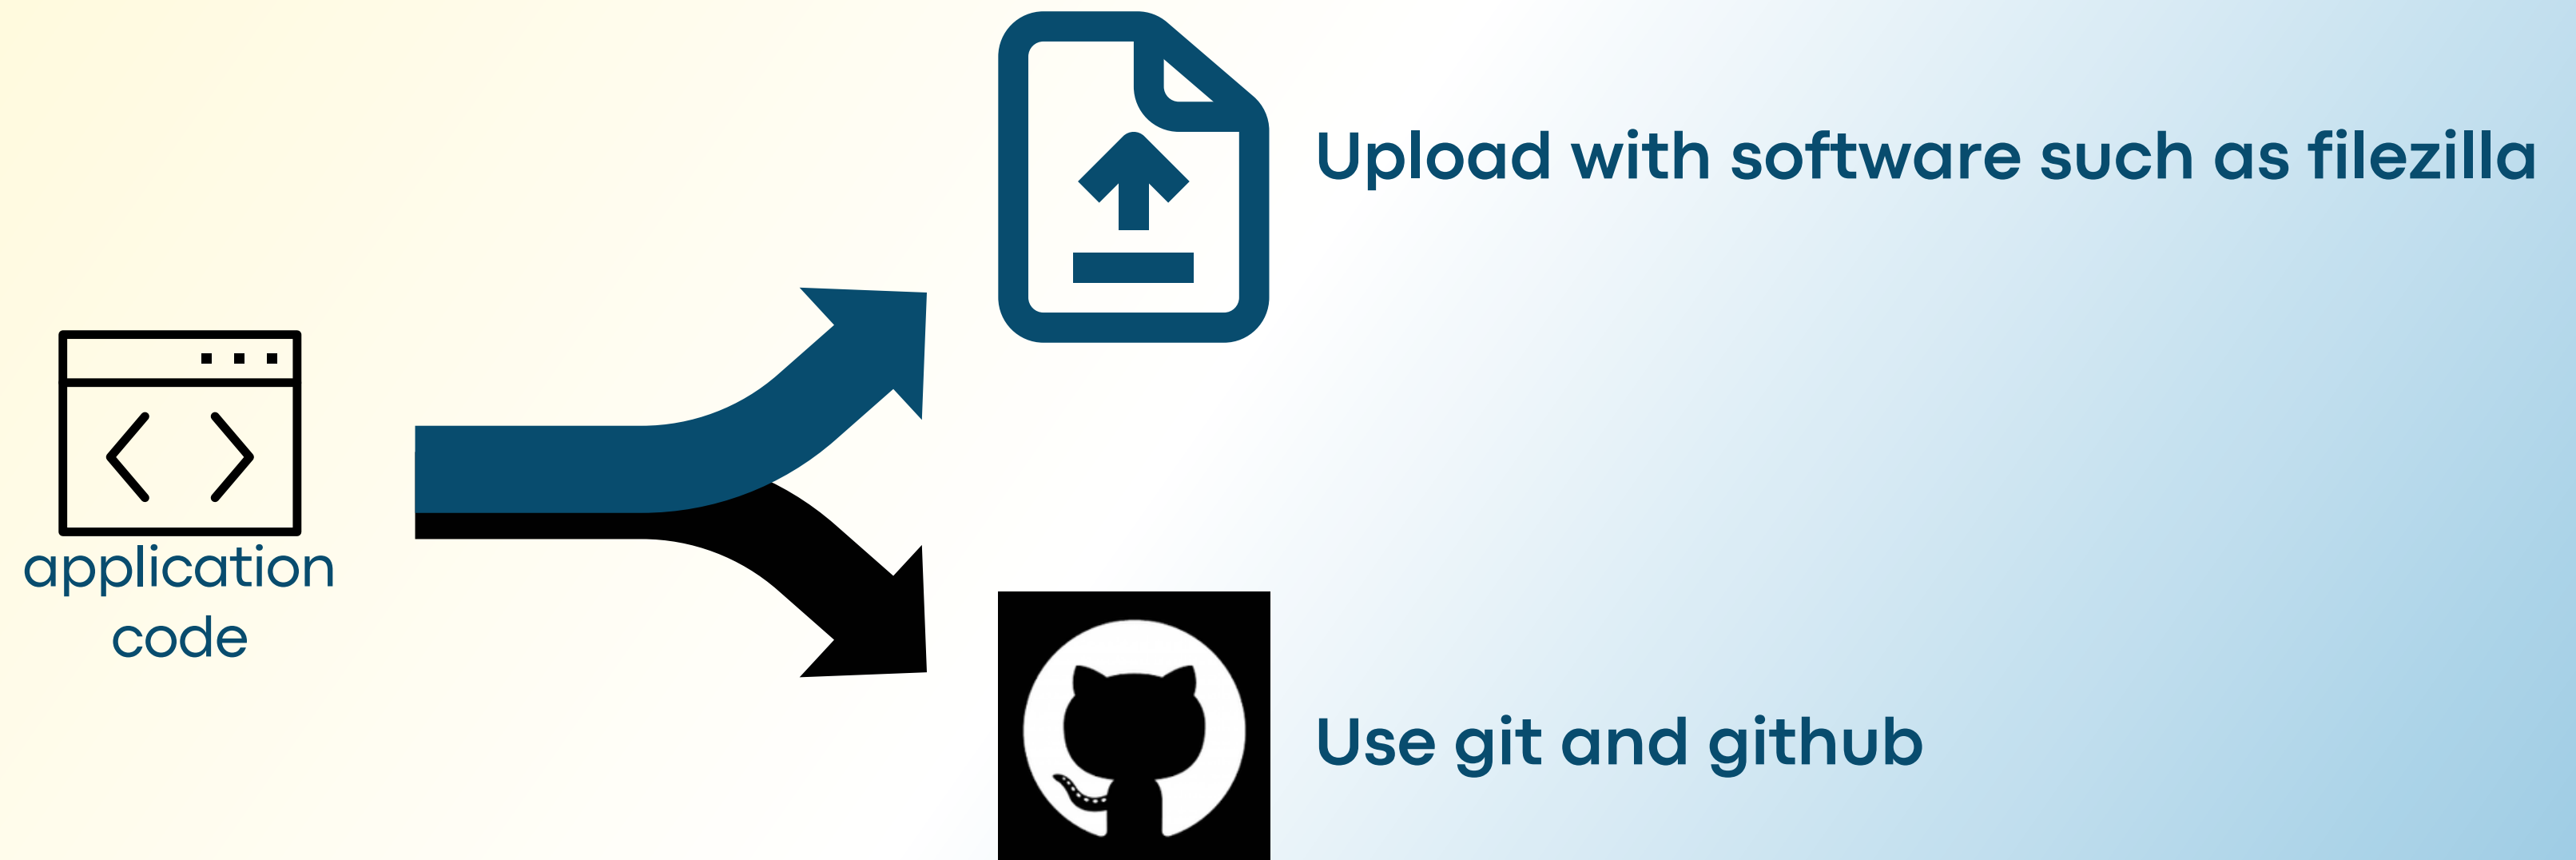 Upload with software such as filezilla
application
code
Use git and github